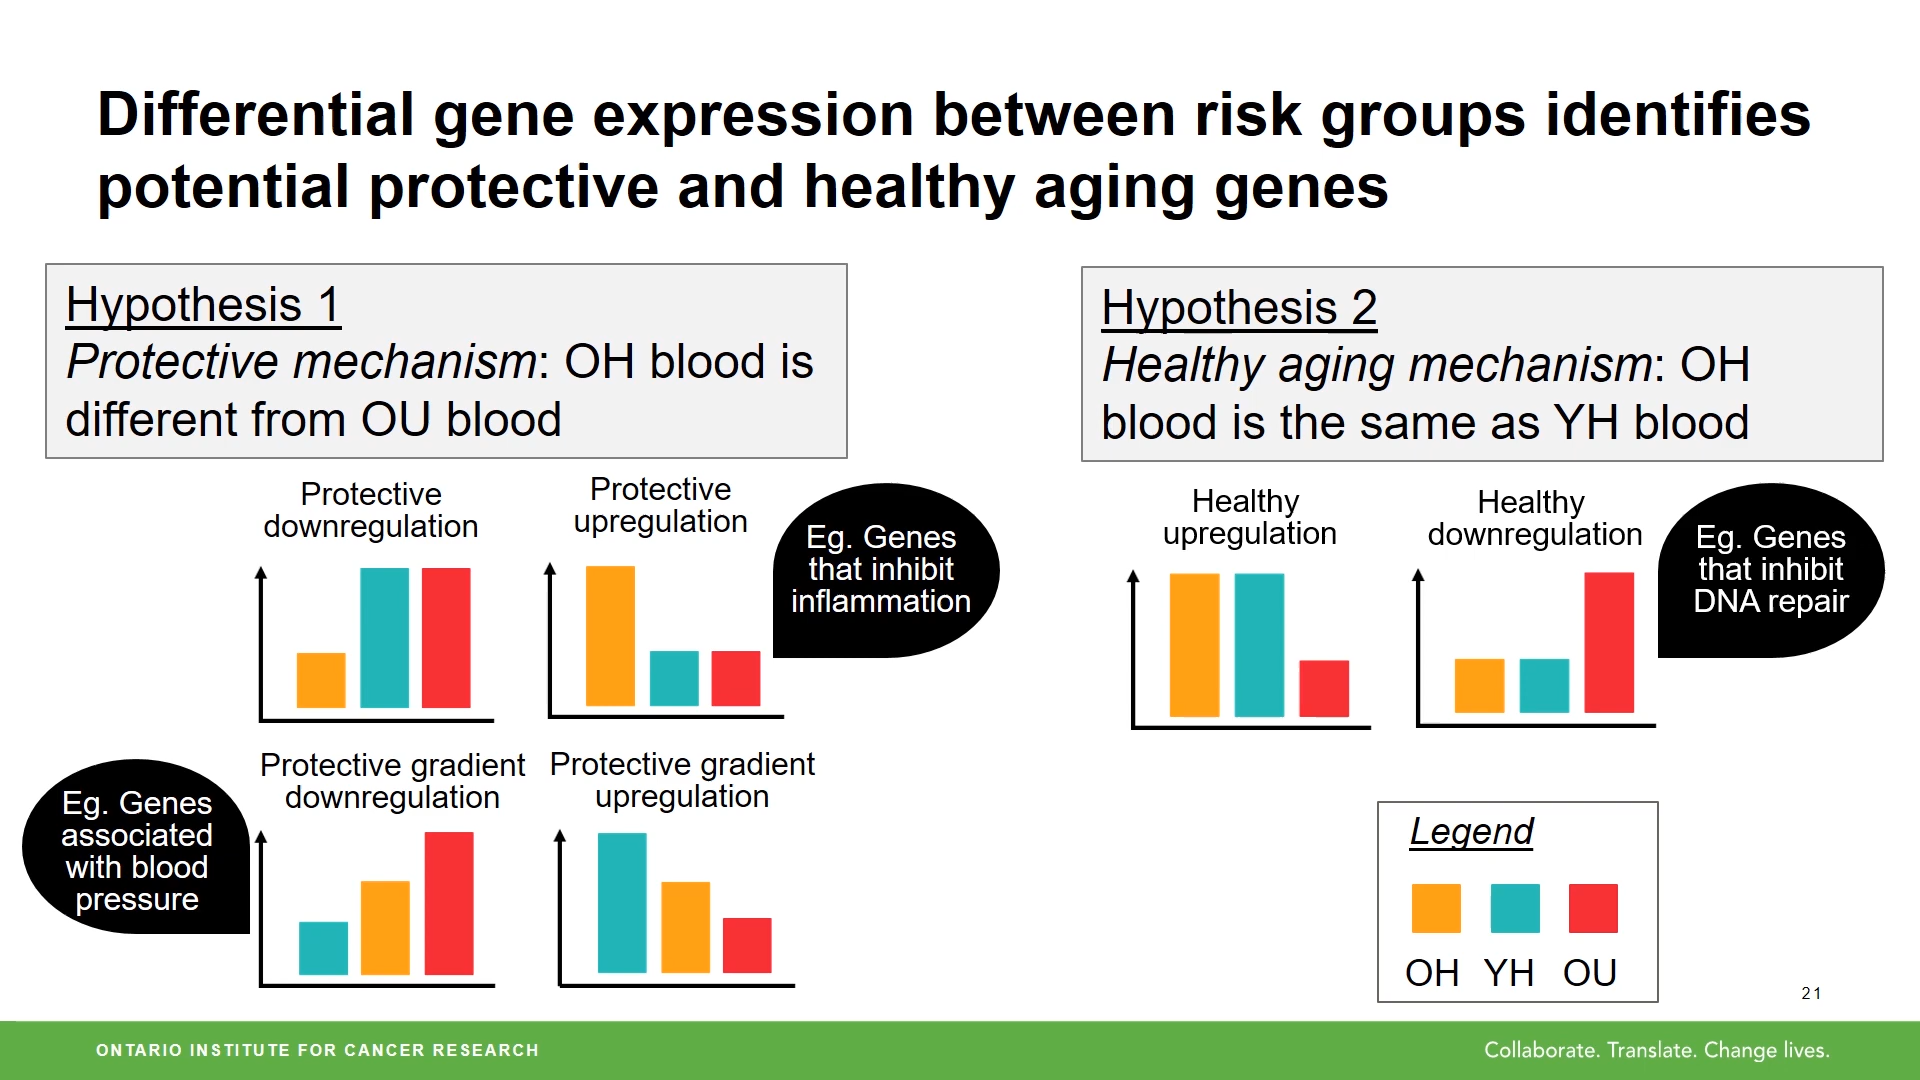 Differential gene expression between risk groups identifies
potential protective and healthy aging genes
Hypothesis 1
Protective mechanism: OH blood is
different from OU blood
Hypothesis 2
Healthy aging mechanism: OH
blood is the same as YH blood
Protective
downregulation
Protective
upregulation
Eg. Genes
that inhibit
inflammation
Healthy
upregulation
Healthy
downregulation
Eg. Genes
that inhibit
DNA repair
Eg. Genes
associated
with blood
pressure
Protective gradient
downregulation
Protective gradient
upregulation
Legend
OH YH OU
21
ONTARIO INSTITUTE FOR CANCER RESEARCH
Collaborate. Translate. Change lives.